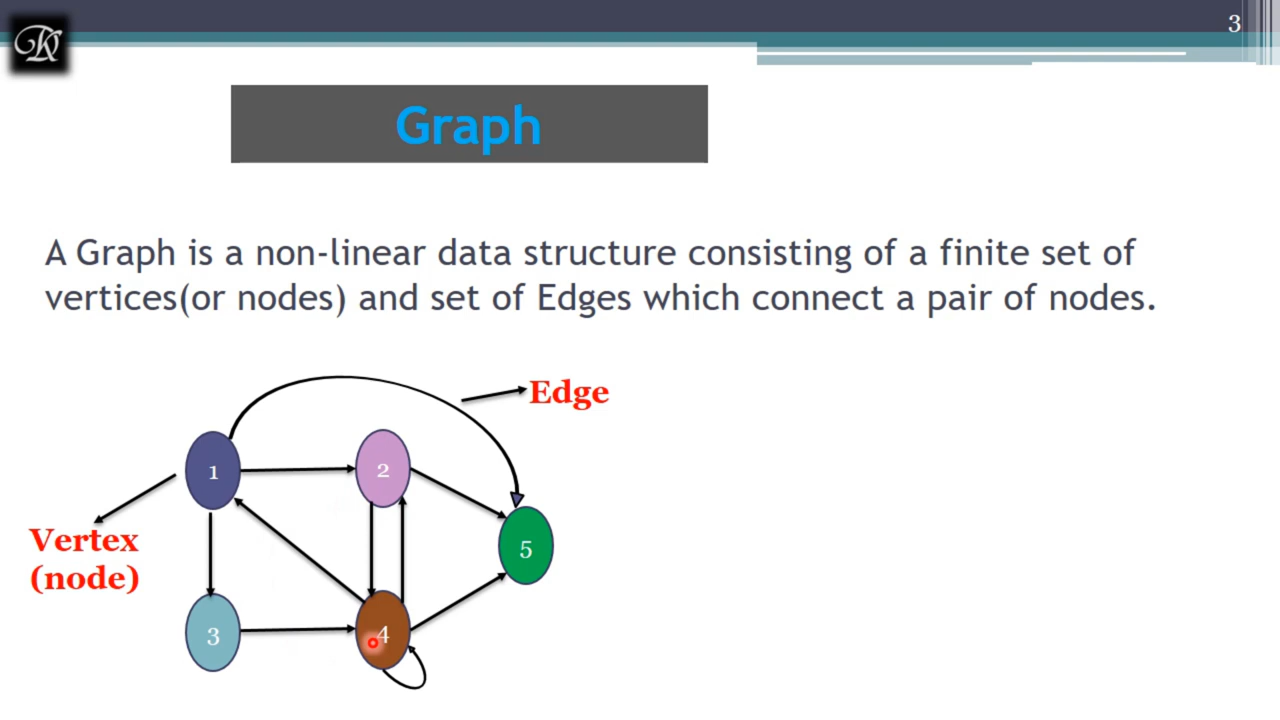 3
Graph
A Graph is a non-linear data structure consisting of a finite set of
vertices(or nodes) and set of Edges which connect a pair of nodes.
Edge
1
2
Vertex
(node)
5
3
4